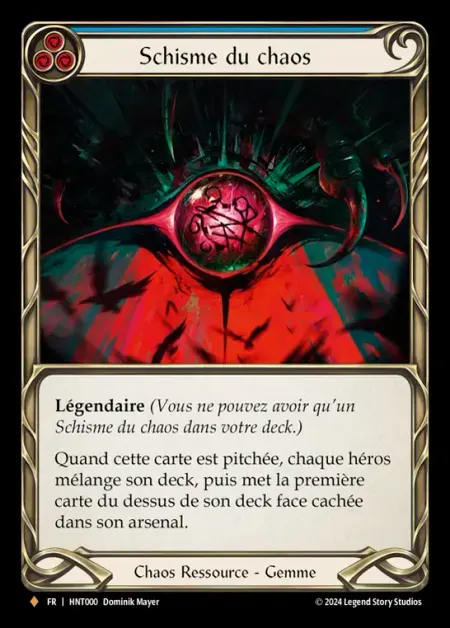 Schisme du chaos
Légendaire (Vous ne pouvez avoir qu'un
Schisme du chaos dans votre deck.)
Quand cette carte est pitchée, chaque héros
mélange son deck, puis met la première
carte du dessus de son deck face cachée
dans son arsenal.
Chaos Ressource - Gemme
FR | HNT000 Dominik Mayer
© 2024 Legend Story Studios